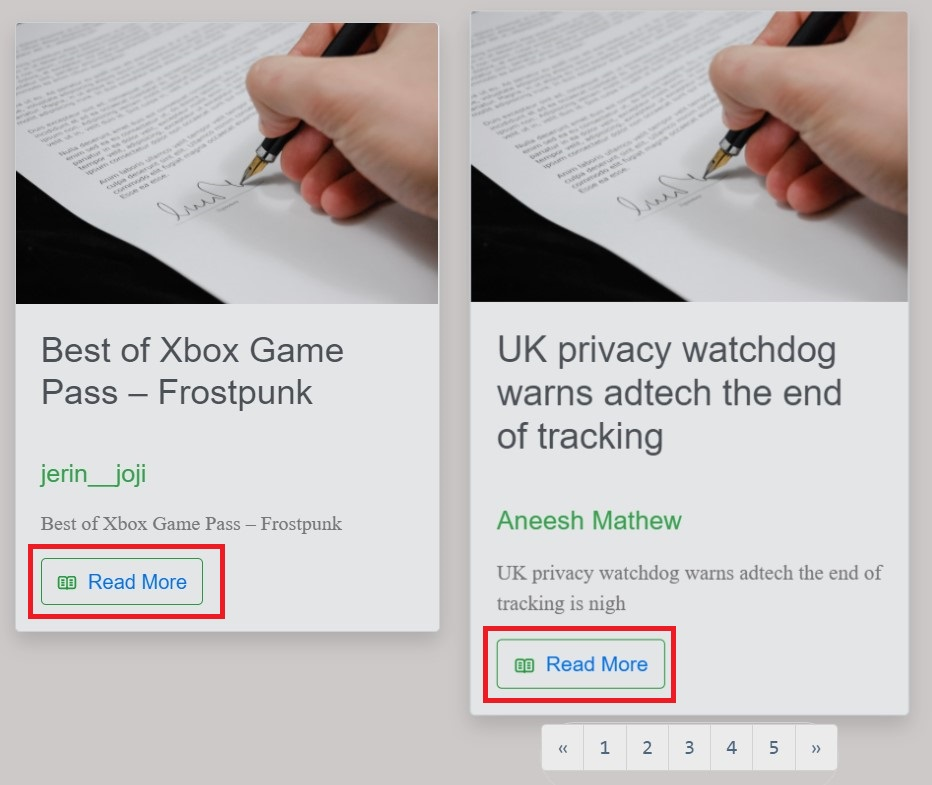 Best of Xbox Game
Pass – Frostpunk
jerin__joji
Best of Xbox Game Pass – Frostpunk
Read More
UK privacy watchdog
warns adtech the end
of tracking
Aneesh Mathew
UK privacy watchdog warns adtech the end of
tracking is nigh
Read More
« 1 2 3 4 5 »